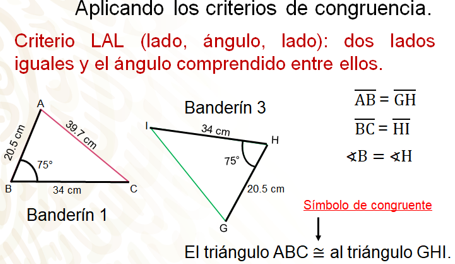 Aplicando los criterios de congruencia.
Criterio LAL (lado, ángulo, lado): dos lados
iguales y el ángulo comprendido entre ellos.
A
20.5 cm
39.7 cm
75°
B
34 cm
C
Banderín 1
Banderín 3
I
34 cm
H
75°
20.5 cm
G
AB = GH
BC = HI
∢B = ∢H
Símbolo de congruente
El triángulo ABC ≅ al triángulo GHI.